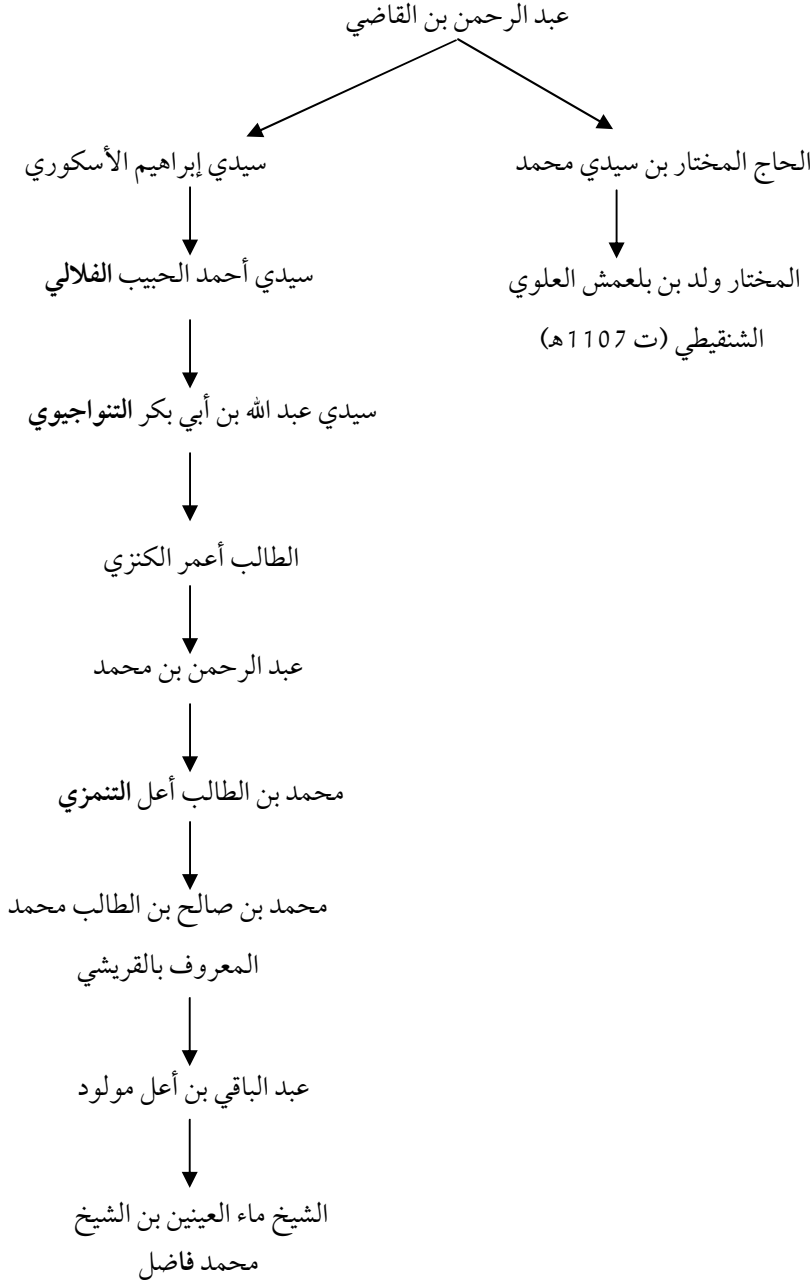 عبد الرحمن بن القاضي
الحاج المختار بن سيدي محمد
سيدي إبراهيم الأسكوري
المختار ولد بن بلعمش العلوي
الشنقيطي (ت 1107هـ)
سيدي أحمد الحبيب الفلالي
سيدي عبد الله بن أبي بكر التنواجيوي
الطالب أعمر الكنزي
عبد الرحمن بن محمد
محمد بن الطالب أعل التنمزي
محمد بن صالح بن الطالب محمد
المعروف بالقريشي
عبد الباقي بن أعل مولود
الشيخ ماء العينين بن الشيخ
محمد فاضل